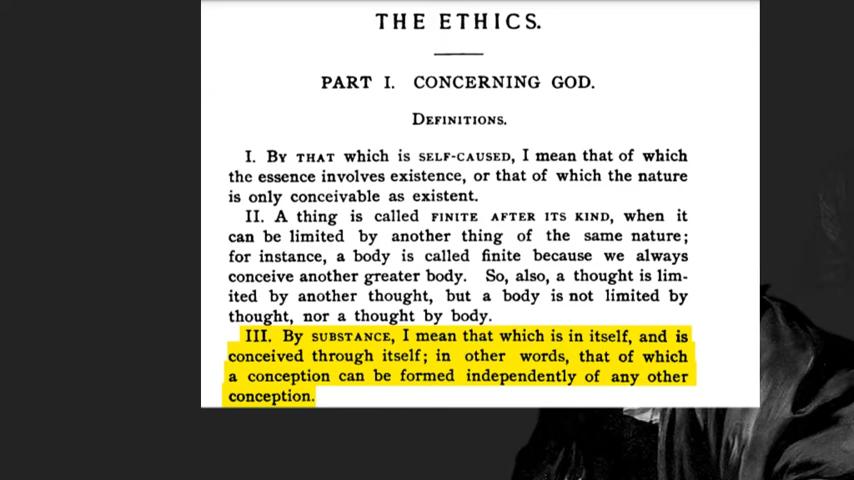 THE ETHICS.
PART I. CONCERNING GOD.
DEFINITIONS.
I. BY THAT which is SELF-CAUSED, I mean that of which
the essence involves existence, or that of which the nature
is only conceivable as existent.
II. A thing is called FINITE AFTER ITS KIND, when it
can be limited by another thing of the same nature;
for instance, a body is called finite because we always
conceive another greater body. So, also, a thought is lim-
ited by another thought, but a body is not limited by
thought, nor a thought by body.
III. By SUBSTANCE, I mean that which is in itself, and is
conceived through itself; in other words, that of which
a conception can be formed independently of any other
conception.